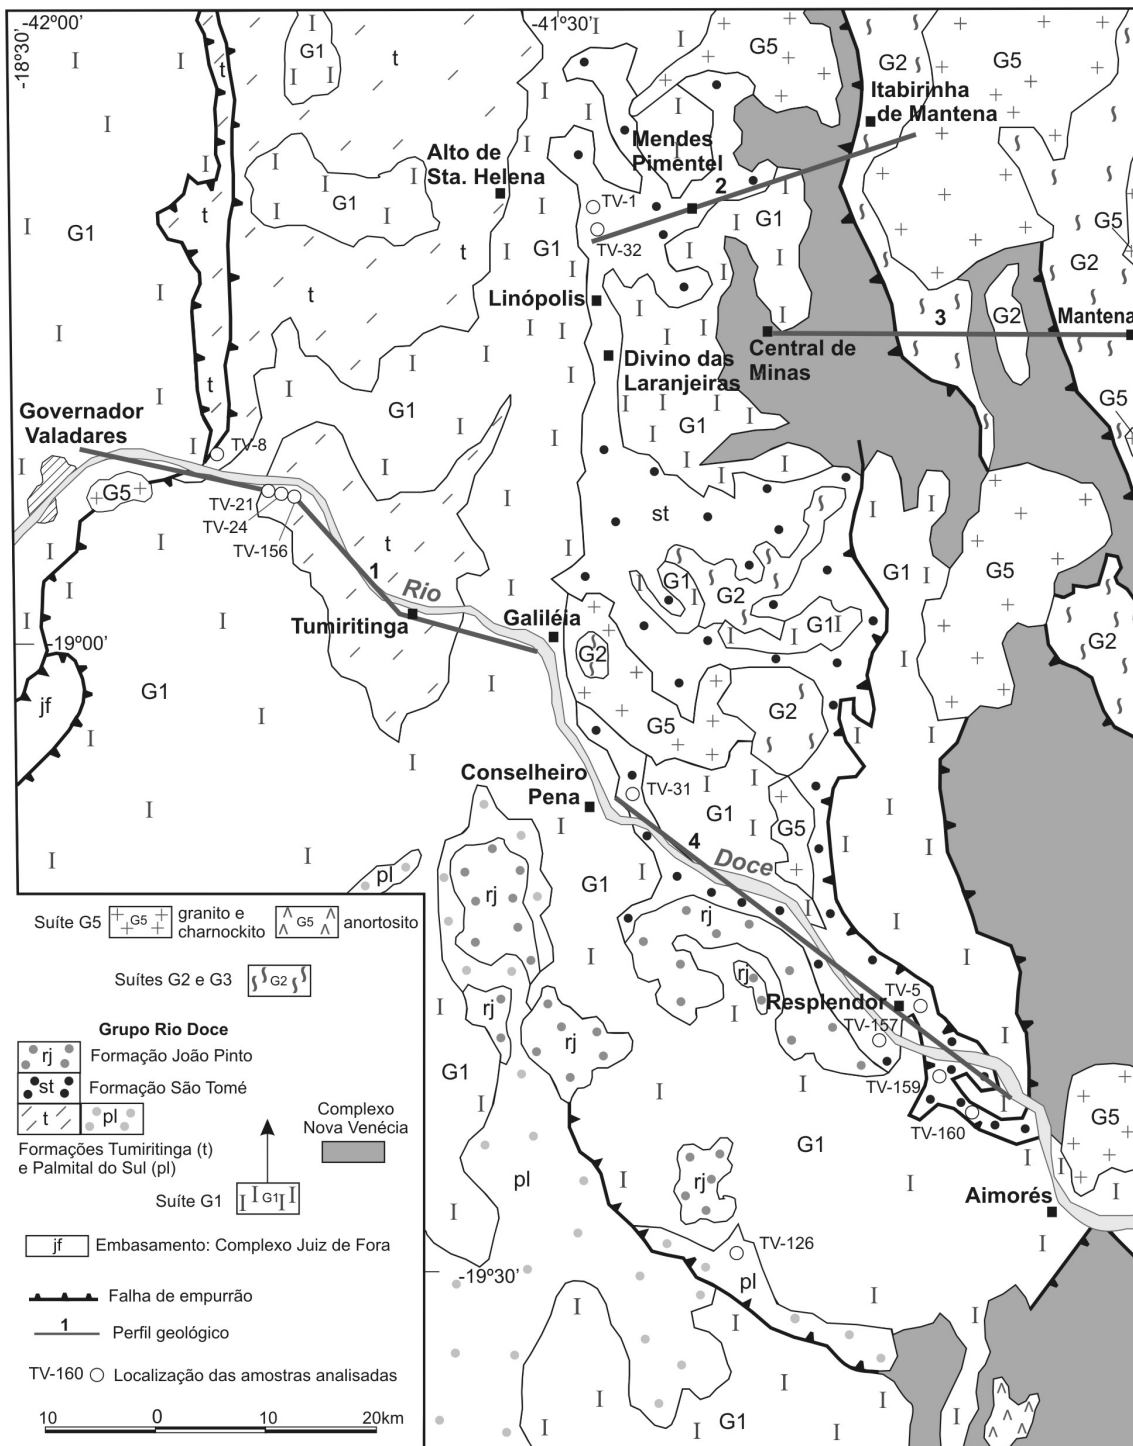 42º00’
-41º30’
-18º30’
G1
t
t
G5
G2
G5
Itabirinha
de Mantena
Mendes
Pimentel
Alto de
Sta. Helena
2
G1
t
G1
TV-1
G1
G5
G1
TV-32
t
G2
t
Linópolis
3
G2
Mantena
Central de
Minas
Divino das
Laranjeiras
t
G1
G5
Governador
Valadares
G1
TV-8
G5
TV-21
TV-24
TV-156
st
t
1
Rio
G1
G2
G1
G5
Tumiritinga
Galiléia
G1
-19º00’
G2
G2
jf
G1
G5
G2
Conselheiro
Pena
TV-31
G1
4
G5
Doce
pl
rj
G1
rj
rj
rj
Resplendor
TV-5
TV-157
rj
G1
TV-159
TV-160
G1
G5
pl
rj
Aimorés
TV-126
pl
-19º30’
G1
Suíte G5
G5
granito e
charnockito
G5
anortosito
Suítes G2 e G3
G2
Grupo Rio Doce
rj
Formação João Pinto
st
Formação São Tomé
t
pl
Formações Tumiritinga (t)
e Palmital do Sul (pl)
Complexo
Nova Venécia
Suíte G1
G1
jf
Embasamento: Complexo Juiz de Fora
Falha de empurrão
1
Perfil geológico
TV-160
Localização das amostras analisadas
10
0
10
20km